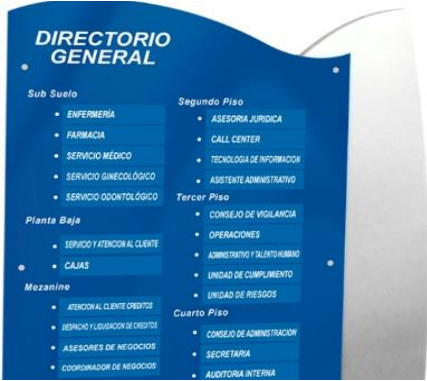 DIRECTORIO
GENERAL
Sub Suelo
• ENFERMERÍA
• FARMACIA
• SERVICIO MÉDICO
• SERVICIO GINECOLÓGICO
• SERVICIO ODONTOLÓGICO
Planta Baja
• SERVICIO Y ATENCION AL CLIENTE
• CAJAS
Mezanine
• ATENCION AL CLIENTE CREDITOS
• DESPACHO Y LIQUIDACION DE CREDITOS
• ASESORES DE NEGOCIOS
• COORDINADOR DE NEGOCIOS
Segundo Piso
• ASESORIA JURIDICA
• CALL CENTER
• TECNOLOGIA DE INFORMACION
• ASISTENTE ADMINISTRATIVO
Tercer Piso
• CONSEJO DE VIGILANCIA
• OPERACIONES
• ADMINISTRATIVO Y TALENTO HUMANO
• UNIDAD DE CUMPLIMIENTO
• UNIDAD DE RIESGOS
Cuarto Piso
• CONSEJO DE ADMINISTRACION
• SECRETARIA
• AUDITORIA INTERNA